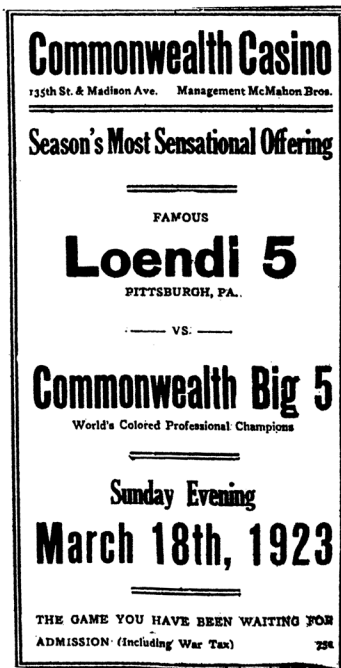 Commonwealth Casino
135th St. & Madison Ave. Management McMahon Bros.
Season's Most Sensational Offering
FAMOUS
Loendi 5
PITTSBURGH, PA.
VS.
Commonwealth Big 5
World's Colored Professional Champions
Sunday Evening
March 18th, 1923
THE GAME YOU HAVE BEEN WAITING FOR
ADMISSION (Including War Tax) 75¢